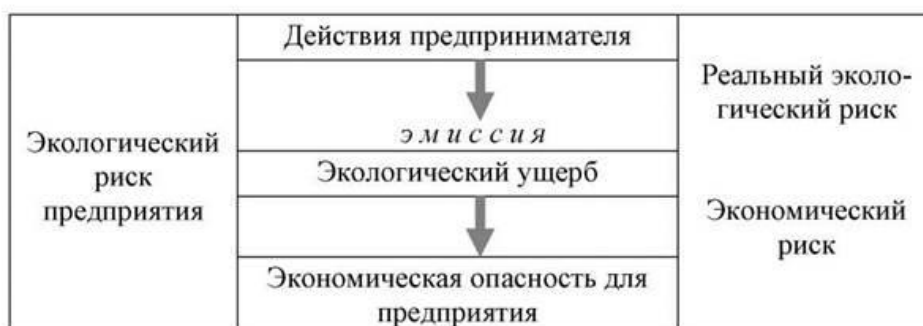 Экологический
риск
предприятия
Действия предпринимателя
эмиссия
Экологический ущерб
Экономическая опасность для
предприятия
Реальный эколо-
гический риск
Экономический
риск